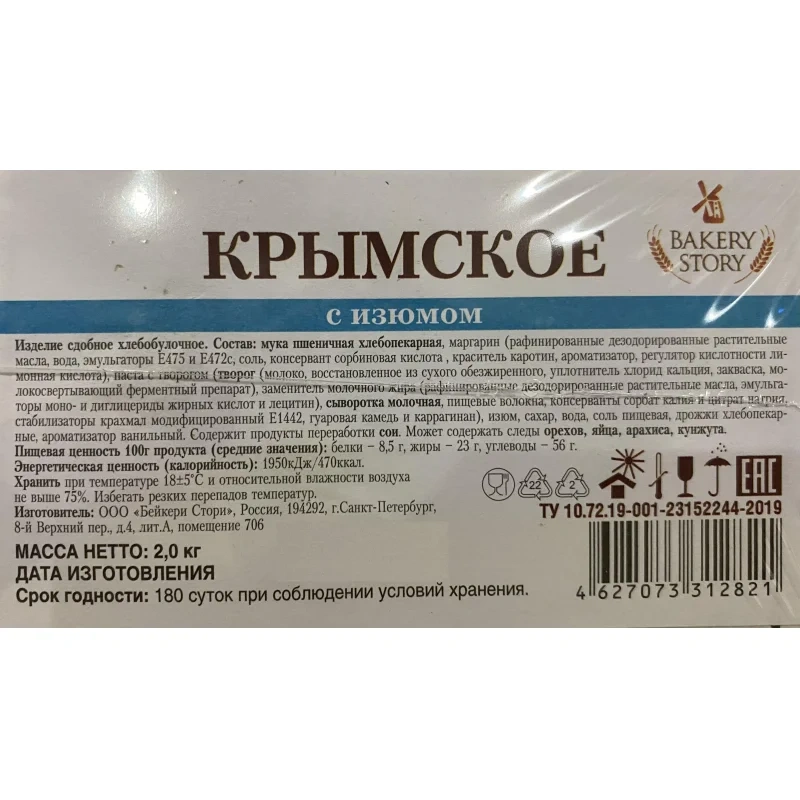 КРЫМСКОЕ
BAKERY
STORY
с изюмом
Изделие сдобное хлебобулочное. Состав: мука пшеничная хлебопекарная, маргарин (рафинированные дезодорированные растительные
масла, вода, эмульгаторы Е475 и Е472с, соль, консервант сорбиновая кислота , краситель каротин, ароматизатор, регулятор кислотности ли-
монная кислота), паста с творогом (творог (молоко, восстановленное из сухого обезжиренного, уплотнитель хлорид кальция, закваска, мо-
локосвертывающий ферментный препарат), заменитель молочного жира (рафинированные дезодорированные растительные масла, эмульга-
торы моно- и диглицериды жирных кислот и лецитин), сыворотка молочная, пищевые волокна, консерванты сорбат калия и цитрат натрия,
стабилизаторы крахмал модифицированный Е1442, гуаровая камедь и каррагинан), изюм, сахар, вода, соль пищевая, дрожжи хлебопекар-
ные, ароматизатор ванильный. Содержит продукты переработки сои. Может содержать следы орехов, яйца, арахиса, кунжута.
Пищевая ценность 100г продукта (средние значения): белки – 8,5 г, жиры – 23 г, углеводы – 56 г.
Энергетическая ценность (калорийность): 1950кДж/470ккал.
Хранить при температуре 18±5°С и относительной влажности воздуха
не выше 75%. Избегать резких перепадов температур.
Изготовитель: ООО «Бейкери Стори», Россия, 194292, г.Санкт-Петербург,
8-й Верхний пер., д.4, лит.А, помещение 706
22
2
EAC
ТУ 10.72.19-001-23152244-2019
МАССА НЕТТО: 2,0 кг
ДАТА ИЗГОТОВЛЕНИЯ
Срок годности: 180 суток при соблюдении условий хранения.
4 627073 312821